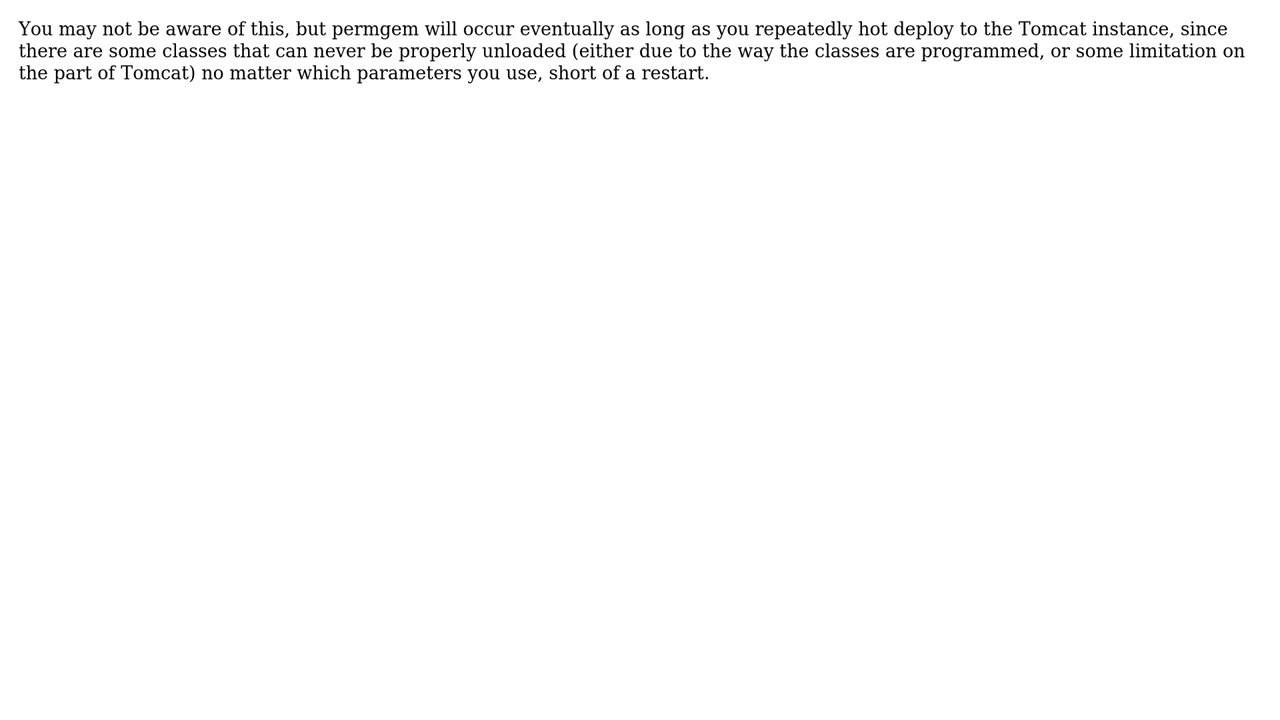 You may not be aware of this, but permgem will occur eventually as long as you repeatedly hot deploy to the Tomcat instance, since
there are some classes that can never be properly unloaded (either due to the way the classes are programmed, or some limitation on
the part of Tomcat) no matter which parameters you use, short of a restart.